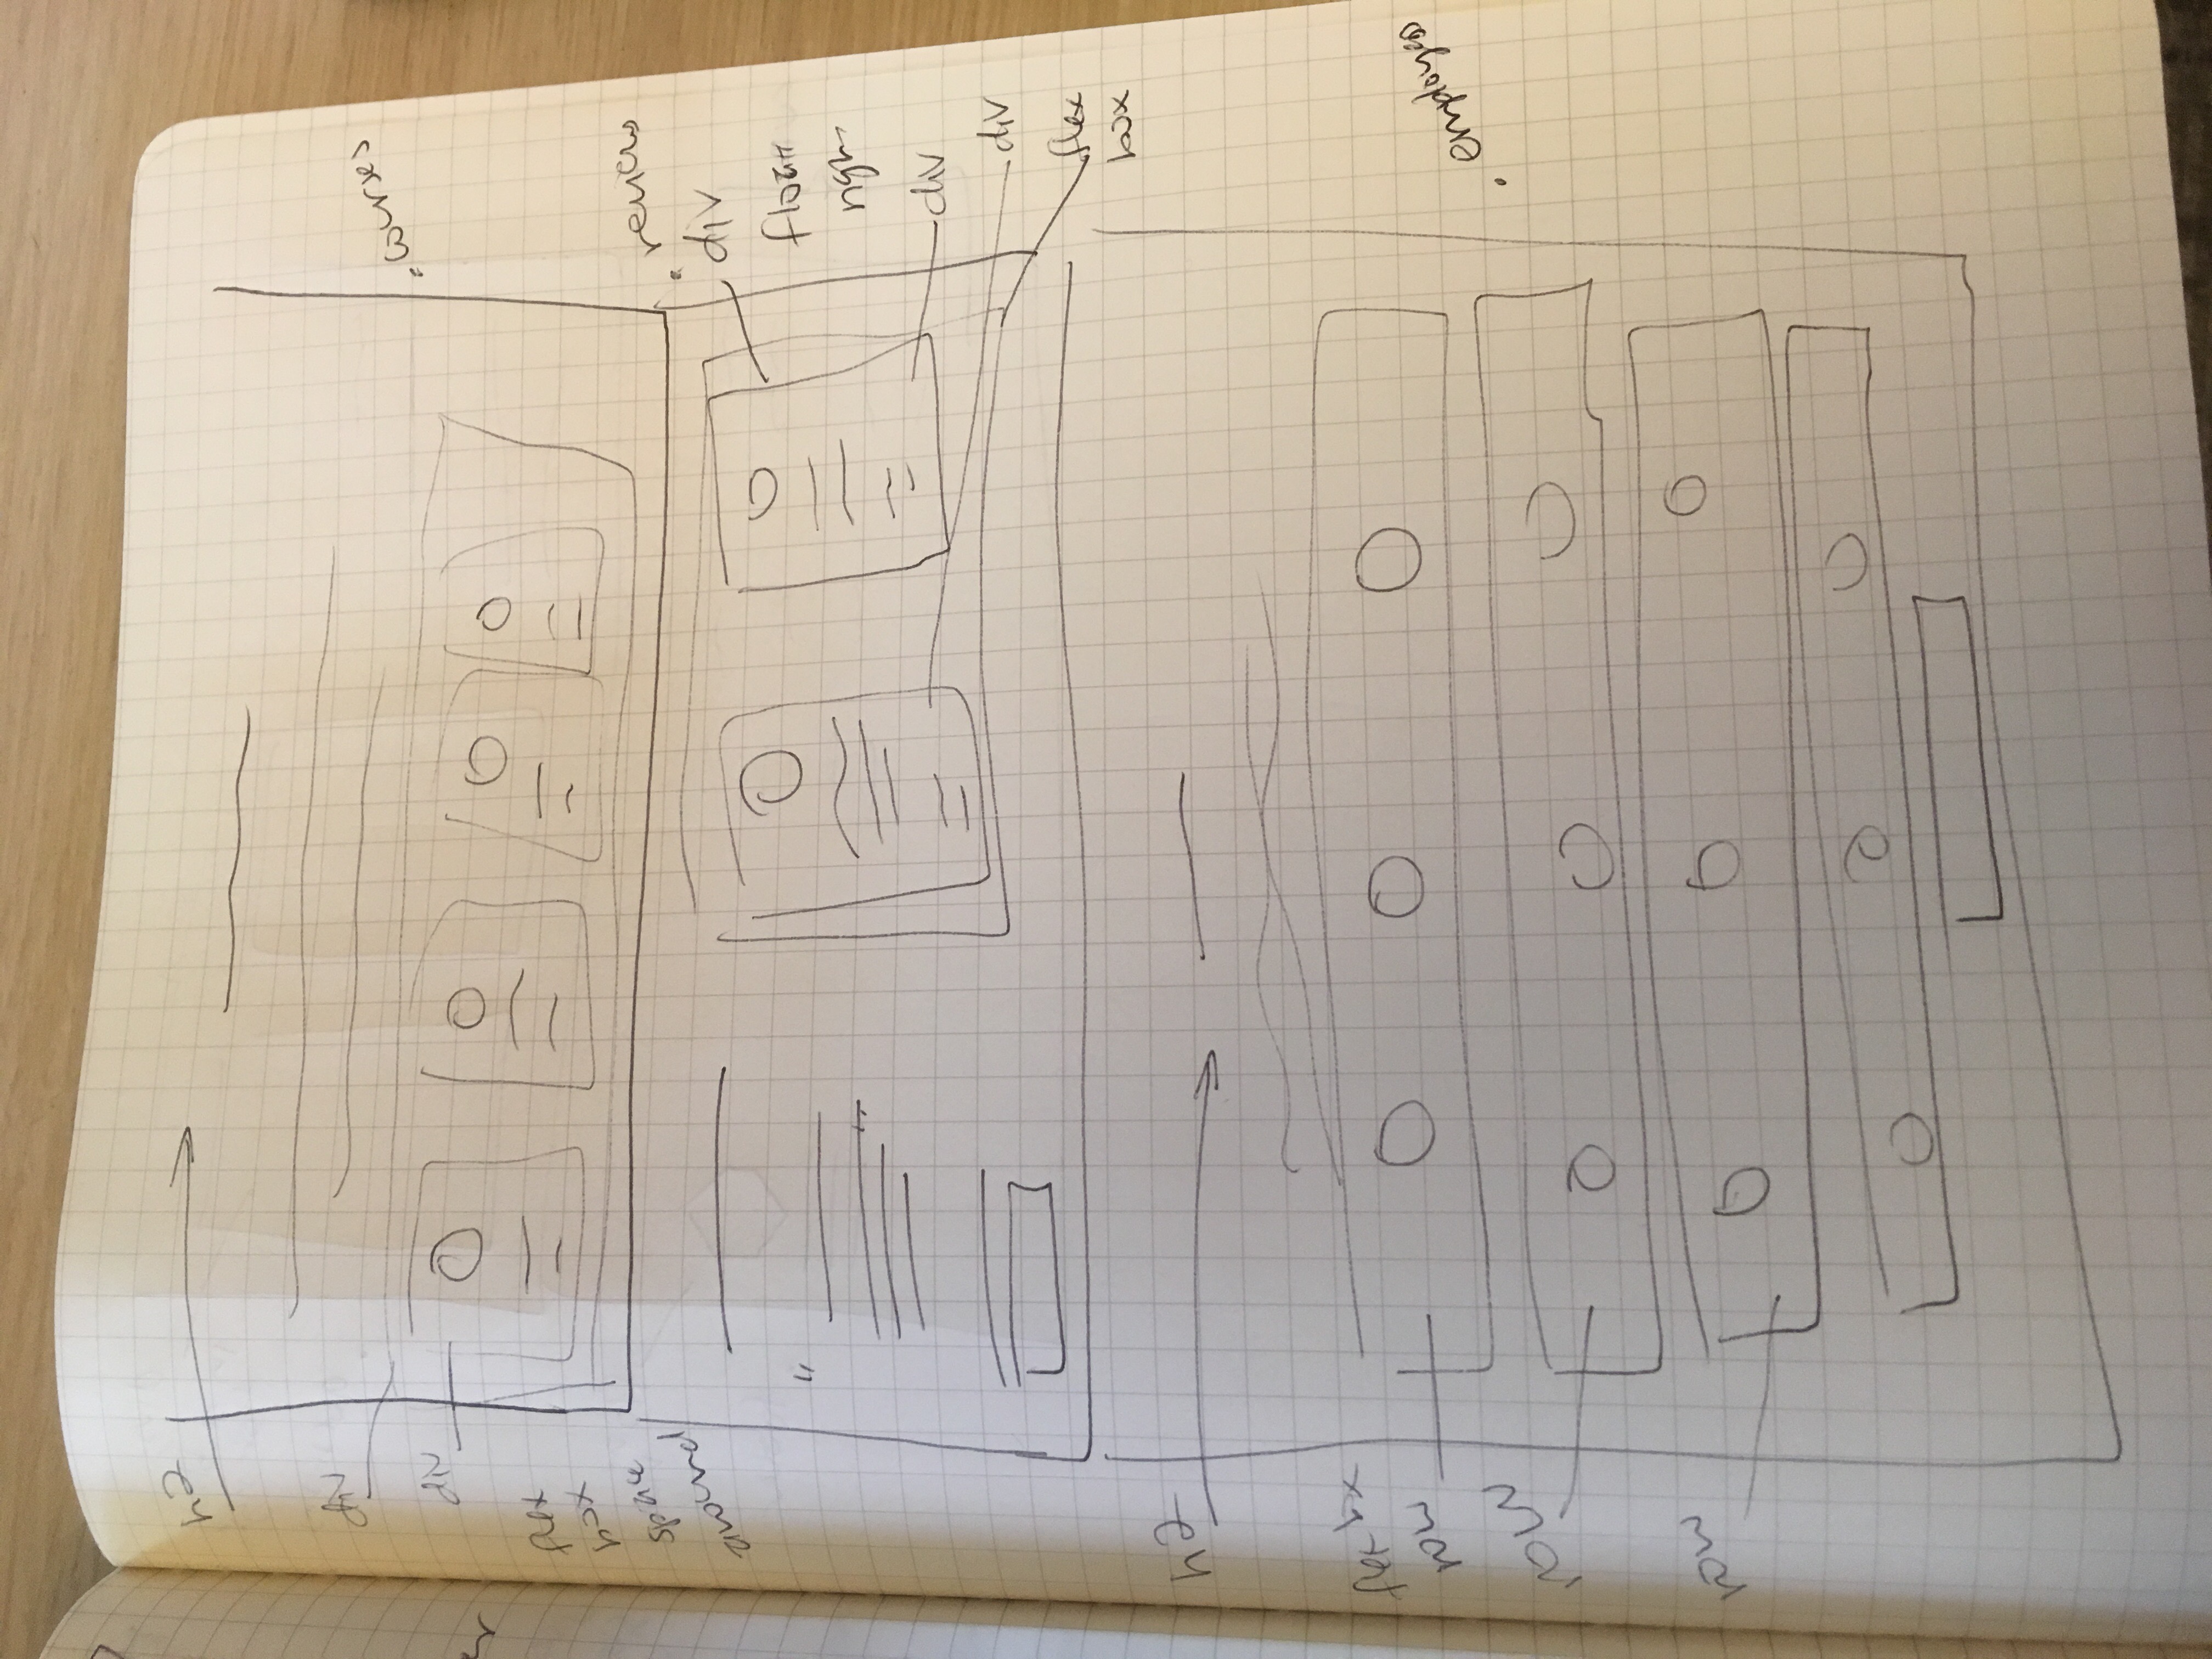 h2
div
div
flex
box
space
around
.courses
.reviews
div
float
right
div
div
flex
box
"
"
h2
flex bx
row
row
row
.employees